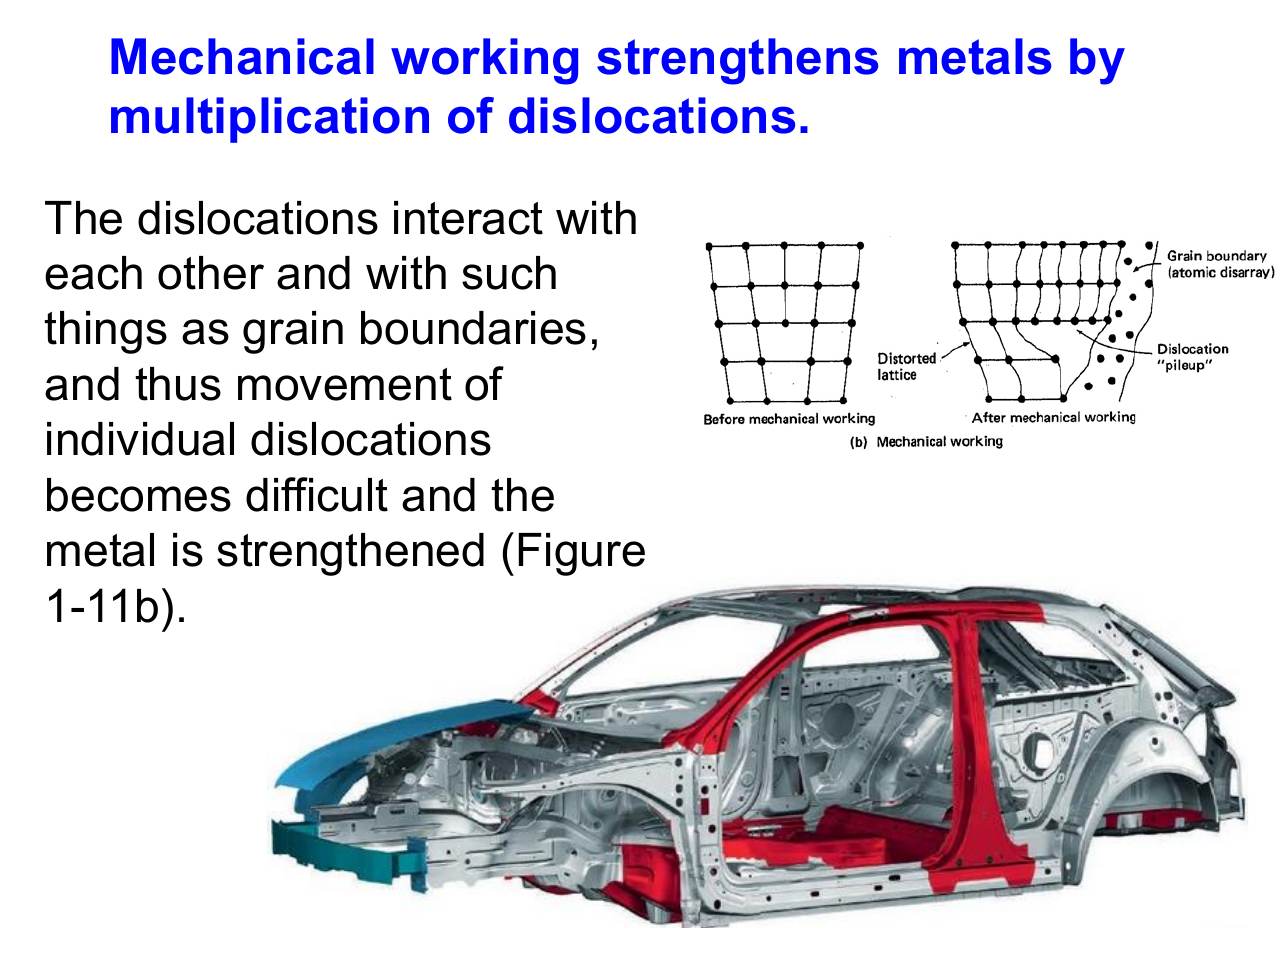 Mechanical working strengthens metals by
multiplication of dislocations.
The dislocations interact with
each other and with such
things as grain boundaries,
and thus movement of
individual dislocations
becomes difficult and the
metal is strengthened (Figure
1-11b).
Grain boundary
(atomic disarray)
Dislocation
"pileup"
Distorted
lattice
Before mechanical working
After mechanical working
(b) Mechanical working